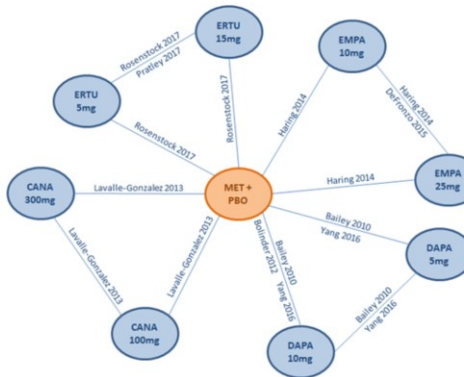 ERTU
15mg
EMPA
10mg
Rosenstock 2017
Pratley 2017
ERTU
5mg
Rosenstock 2017
Rosenstock 2017
Haring 2014
Haring 2014
DeFronzo 2015
CANA
300mg
Lavalle-Gonzalez 2013
MET +
PBO
Haring 2014
EMPA
25mg
Lavalle-Gonzalez 2013
Lavalle-Gonzalez 2013
Bailey 2010
Yang 2016
Bolinder 2012
Bailey 2010
Yang 2016
DAPA
5mg
Bailey 2010
Yang 2016
CANA
100mg
DAPA
10mg